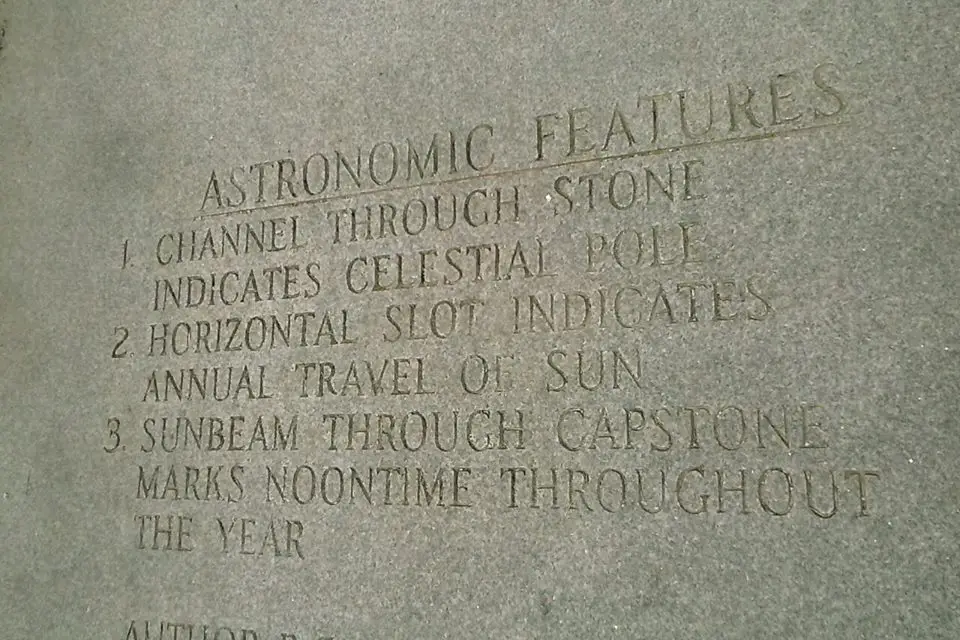 ASTRONOMIC FEATURES
1. CHANNEL THROUGH STONE
INDICATES CELESTIAL POLE
2. HORIZONTAL SLOT INDICATES
ANNUAL TRAVEL OF SUN
3. SUNBEAM THROUGH CAPSTONE
MARKS NOONTIME THROUGHOUT
THE YEAR
AUTHOR